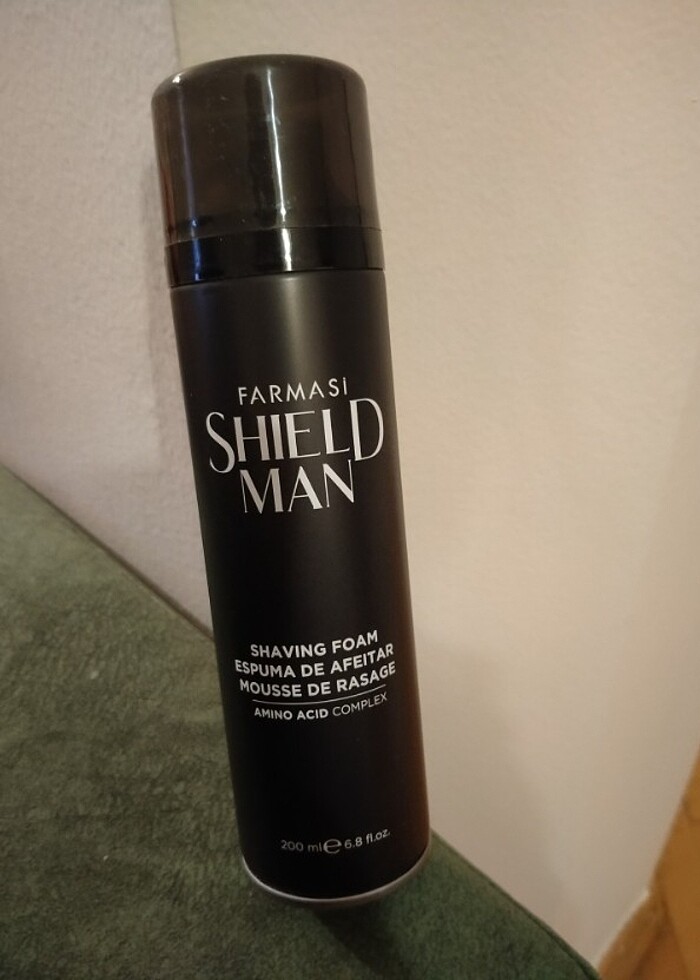 FARMASİ
SHIELD
MAN
SHAVING FOAM
ESPUMA DE AFEITAR
MOUSSE DE RASAGE
AMINO ACID COMPLEX
200 ml ℮ 6.8 fl.oz.